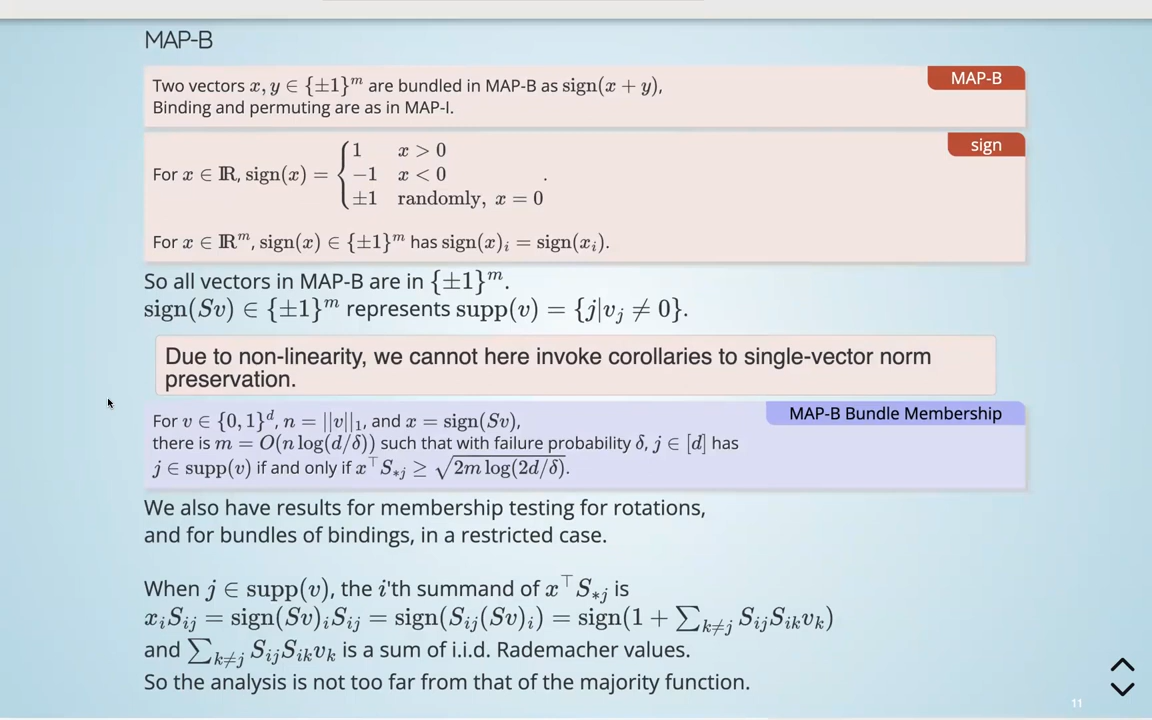 MAP-B
MAP-B
Two vectors x, y ∈ {±1}^m are bundled in MAP-B as sign(x + y),
Binding and permuting are as in MAP-I.
sign
For x ∈ ℝ, sign(x) = { 1 x > 0
−1 x < 0
±1 randomly, x = 0 .
For x ∈ ℝ^m, sign(x) ∈ {±1}^m has sign(x)_i = sign(x_i).
So all vectors in MAP-B are in {±1}^m.
sign(Sv) ∈ {±1}^m represents supp(v) = {j|v_j ≠ 0}.
Due to non-linearity, we cannot here invoke corollaries to single-vector norm
preservation.
MAP-B Bundle Membership
For v ∈ {0, 1}^d, n = ||v||_1, and x = sign(Sv),
there is m = O(n log(d/δ)) such that with failure probability δ, j ∈ [d] has
j ∈ supp(v) if and only if x^⊤ S_{*j} ≥ √(2m log(2d/δ)).
We also have results for membership testing for rotations,
and for bundles of bindings, in a restricted case.
When j ∈ supp(v), the i'th summand of x^⊤ S_{*j} is
x_i S_{ij} = sign(Sv)_i S_{ij} = sign(S_{ij}(Sv)_i) = sign(1 + ∑_{k≠j} S_{ij} S_{ik} v_k)
and ∑_{k≠j} S_{ij} S_{ik} v_k is a sum of i.i.d. Rademacher values.
So the analysis is not too far from that of the majority function.
11